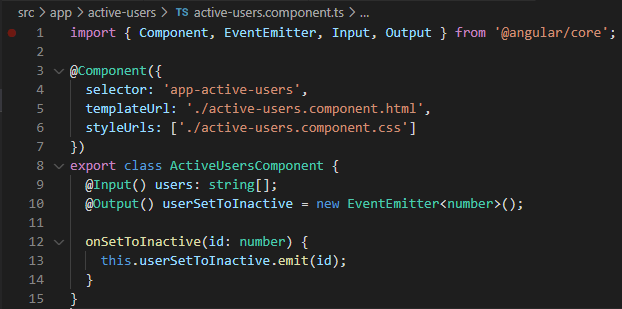 src > app > active-users > TS active-users.component.ts > ...
1 import { Component, EventEmitter, Input, Output } from '@angular/core';
2
3 @Component({
4   selector: 'app-active-users',
5   templateUrl: './active-users.component.html',
6   styleUrls: ['./active-users.component.css']
7 })
8 export class ActiveUsersComponent {
9   @Input() users: string[];
10   @Output() userSetToInactive = new EventEmitter<number>();
11
12   onSetToInactive(id: number) {
13     this.userSetToInactive.emit(id);
14   }
15 }